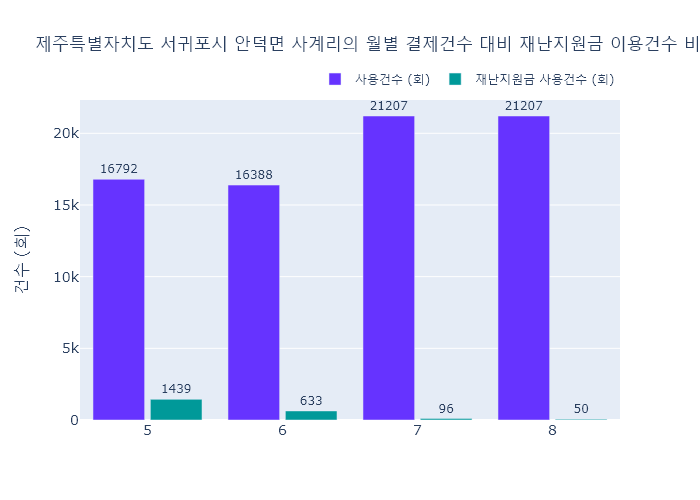 제주특별자치도 서귀포시 안덕면 사계리의 월별 결제건수 대비 재난지원금 이용건수 비
사용건수 (회) 재난지원금 사용건수 (회)
21207 21207
20k
16792 16388
15k
건수 (회)
10k
5k
1439 633 96 50
0
5 6 7 8